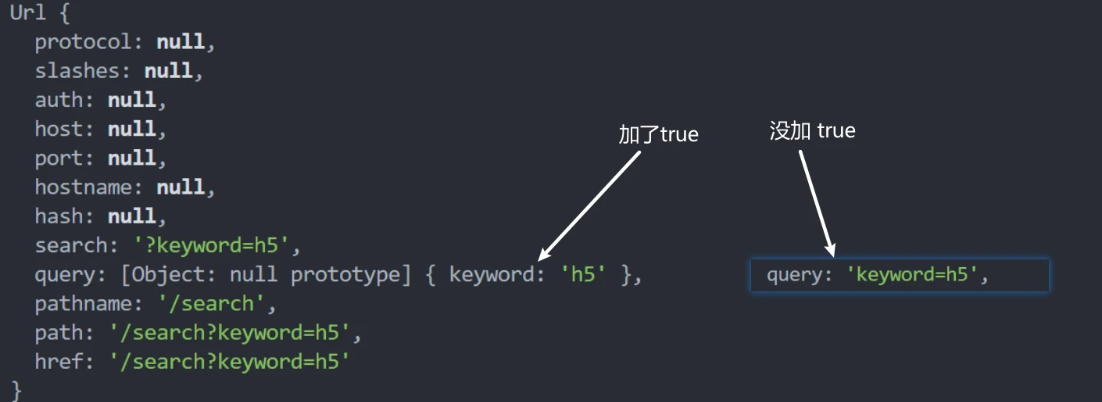 Url {
protocol: null,
slashes: null,
auth: null,
host: null,
port: null,
hostname: null,
hash: null,
加了true
没加 true
search: '?keyword=h5',
query: [Object: null prototype] { keyword: 'h5' },
query: 'keyword=h5',
pathname: '/search',
path: '/search?keyword=h5',
href: '/search?keyword=h5'
}